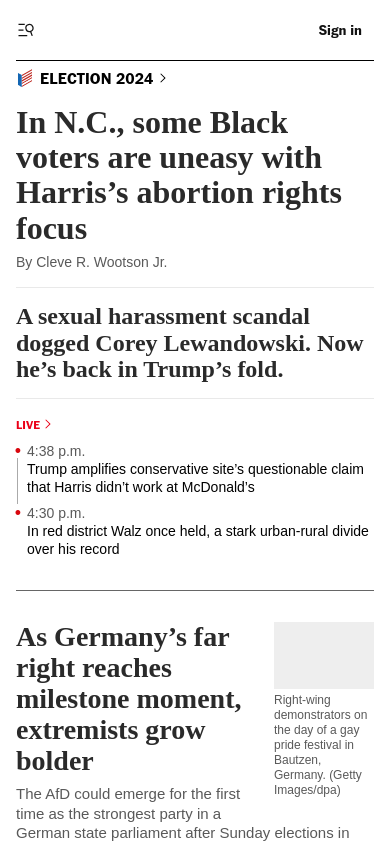 Sign in
ELECTION 2024
In N.C., some Black
voters are uneasy with
Harris’s abortion rights
focus
By Cleve R. Wootson Jr.
A sexual harassment scandal
dogged Corey Lewandowski. Now
he’s back in Trump’s fold.
LIVE
4:38 p.m.
Trump amplifies conservative site’s questionable claim
that Harris didn’t work at McDonald’s
4:30 p.m.
In red district Walz once held, a stark urban-rural divide
over his record
As Germany’s far
right reaches
milestone moment,
extremists grow
bolder
Right-wing
demonstrators on
the day of a gay
pride festival in
Bautzen,
Germany. (Getty
Images/dpa)
The AfD could emerge for the first
time as the strongest party in a
German state parliament after Sunday elections in